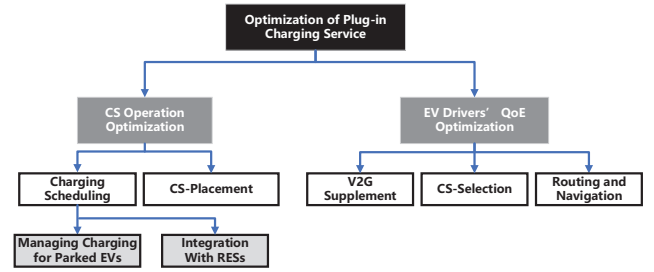 Optimization of Plug-in
Charging Service
CS Operation
Optimization
EV Drivers’ QoE
Optimization
Charging
Scheduling
CS-Placement
V2G
Supplement
CS-Selection
Routing and
Navigation
Managing Charging
for Parked EVs
Integration
With RESs